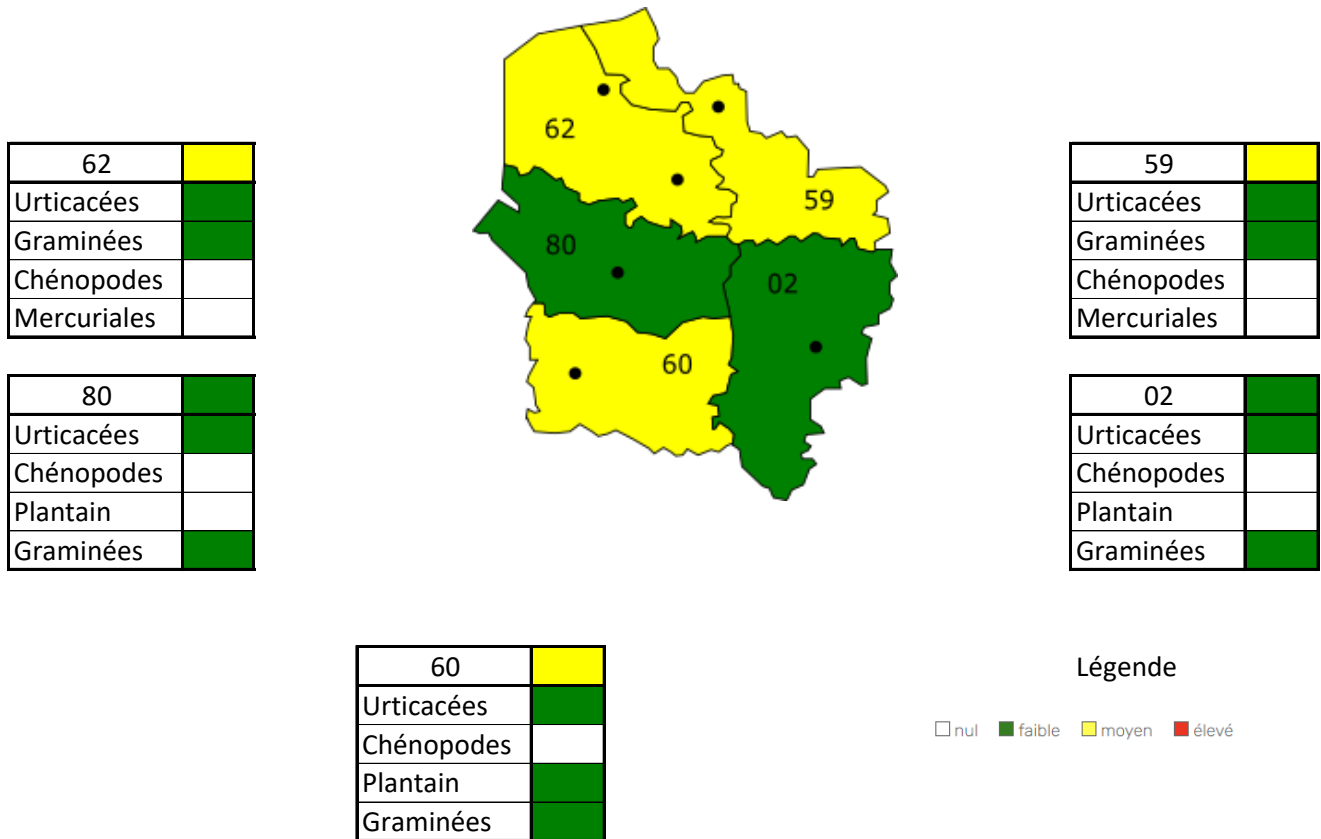 62
59
80
02
60
62
Urticacées
Graminées
Chénopodes
Mercuriales
59
Urticacées
Graminées
Chénopodes
Mercuriales
80
Urticacées
Chénopodes
Plantain
Graminées
02
Urticacées
Chénopodes
Plantain
Graminées
60
Urticacées
Chénopodes
Plantain
Graminées
Légende
nul faible moyen élevé